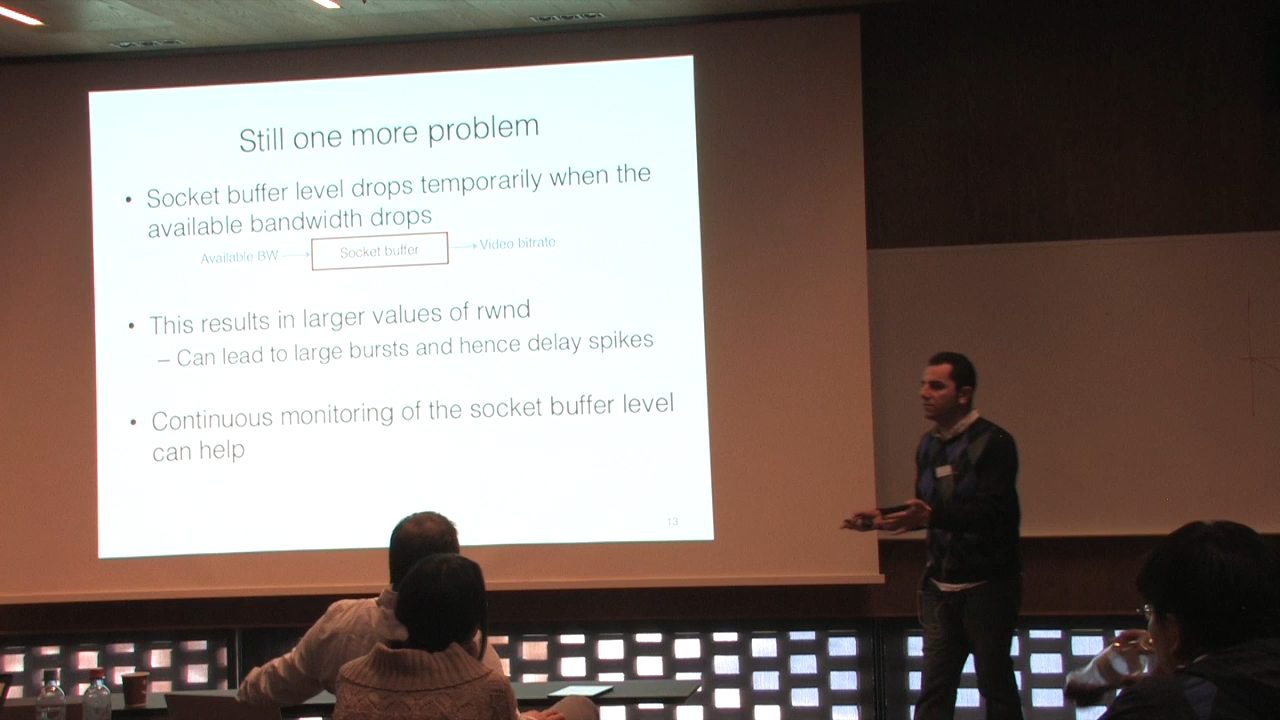 Still one more problem
• Socket buffer level drops temporarily when the
available bandwidth drops
Available BW
Socket buffer
Video bitrate
• This results in larger values of rwnd
– Can lead to large bursts and hence delay spikes
• Continuous monitoring of the socket buffer level
can help
13